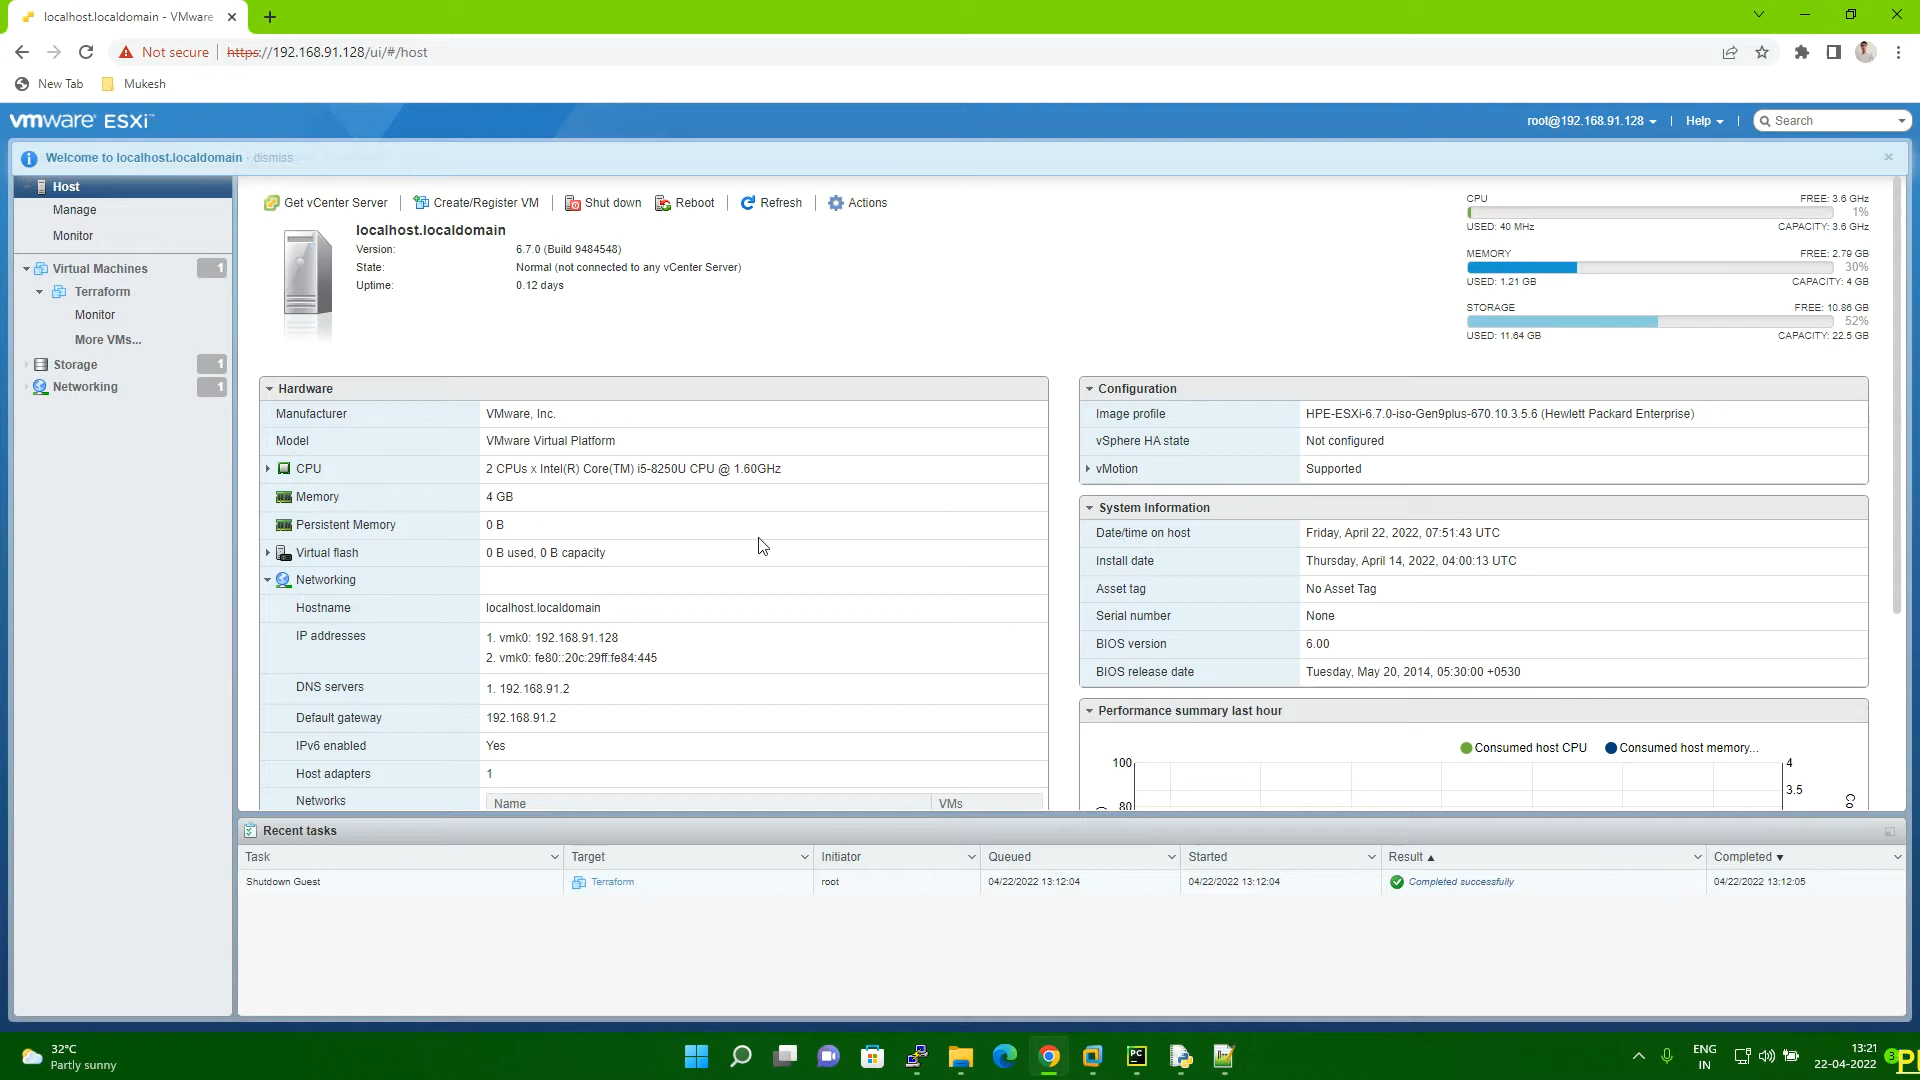 localhost.localdomain - VMware
Not secure https://192.168.91.128/ui/#/host
New Tab Mukesh
vmware ESXi
root@192.168.91.128 Help Search
Welcome to localhost.localdomain - dismiss
Host
Manage
Monitor
Virtual Machines 1
Terraform
Monitor
More VMs...
Storage 1
Networking 1
Get vCenter Server Create/Register VM Shut down Reboot Refresh Actions
localhost.localdomain
Version: 6.7.0 (Build 9484548)
State: Normal (not connected to any vCenter Server)
Uptime: 0.12 days
CPU FREE: 3.6 GHz
1%
USED: 40 MHz CAPACITY: 3.6 GHz
MEMORY FREE: 2.79 GB
30%
USED: 1.21 GB CAPACITY: 4 GB
STORAGE FREE: 10.86 GB
52%
USED: 11.64 GB CAPACITY: 22.5 GB
Hardware
Manufacturer VMware, Inc.
Model VMware Virtual Platform
CPU 2 CPUs x Intel(R) Core(TM) i5-8250U CPU @ 1.60GHz
Memory 4 GB
Persistent Memory 0 B
Virtual flash 0 B used, 0 B capacity
Networking
Hostname localhost.localdomain
IP addresses 1. vmk0: 192.168.91.128
2. vmk0: fe80::20c:29ff:fe84:445
DNS servers 1. 192.168.91.2
Default gateway 192.168.91.2
IPv6 enabled Yes
Host adapters 1
Networks Name VMs
Configuration
Image profile HPE-ESXi-6.7.0-iso-Gen9plus-670.10.3.5.6 (Hewlett Packard Enterprise)
vSphere HA state Not configured
vMotion Supported
System Information
Date/time on host Friday, April 22, 2022, 07:51:43 UTC
Install date Thursday, April 14, 2022, 04:00:13 UTC
Asset tag No Asset Tag
Serial number None
BIOS version 6.00
BIOS release date Tuesday, May 20, 2014, 05:30:00 +0530
Performance summary last hour
Consumed host CPU Consumed host memory...
100 4
3.5
80
Co
Recent tasks
Task Target Initiator Queued Started Result Completed
Shutdown Guest Terraform root 04/22/2022 13:12:04 04/22/2022 13:12:04 Completed successfully 04/22/2022 13:12:05
32°C
Partly sunny
PC
ENG
IN
13:21
22-04-2022
3